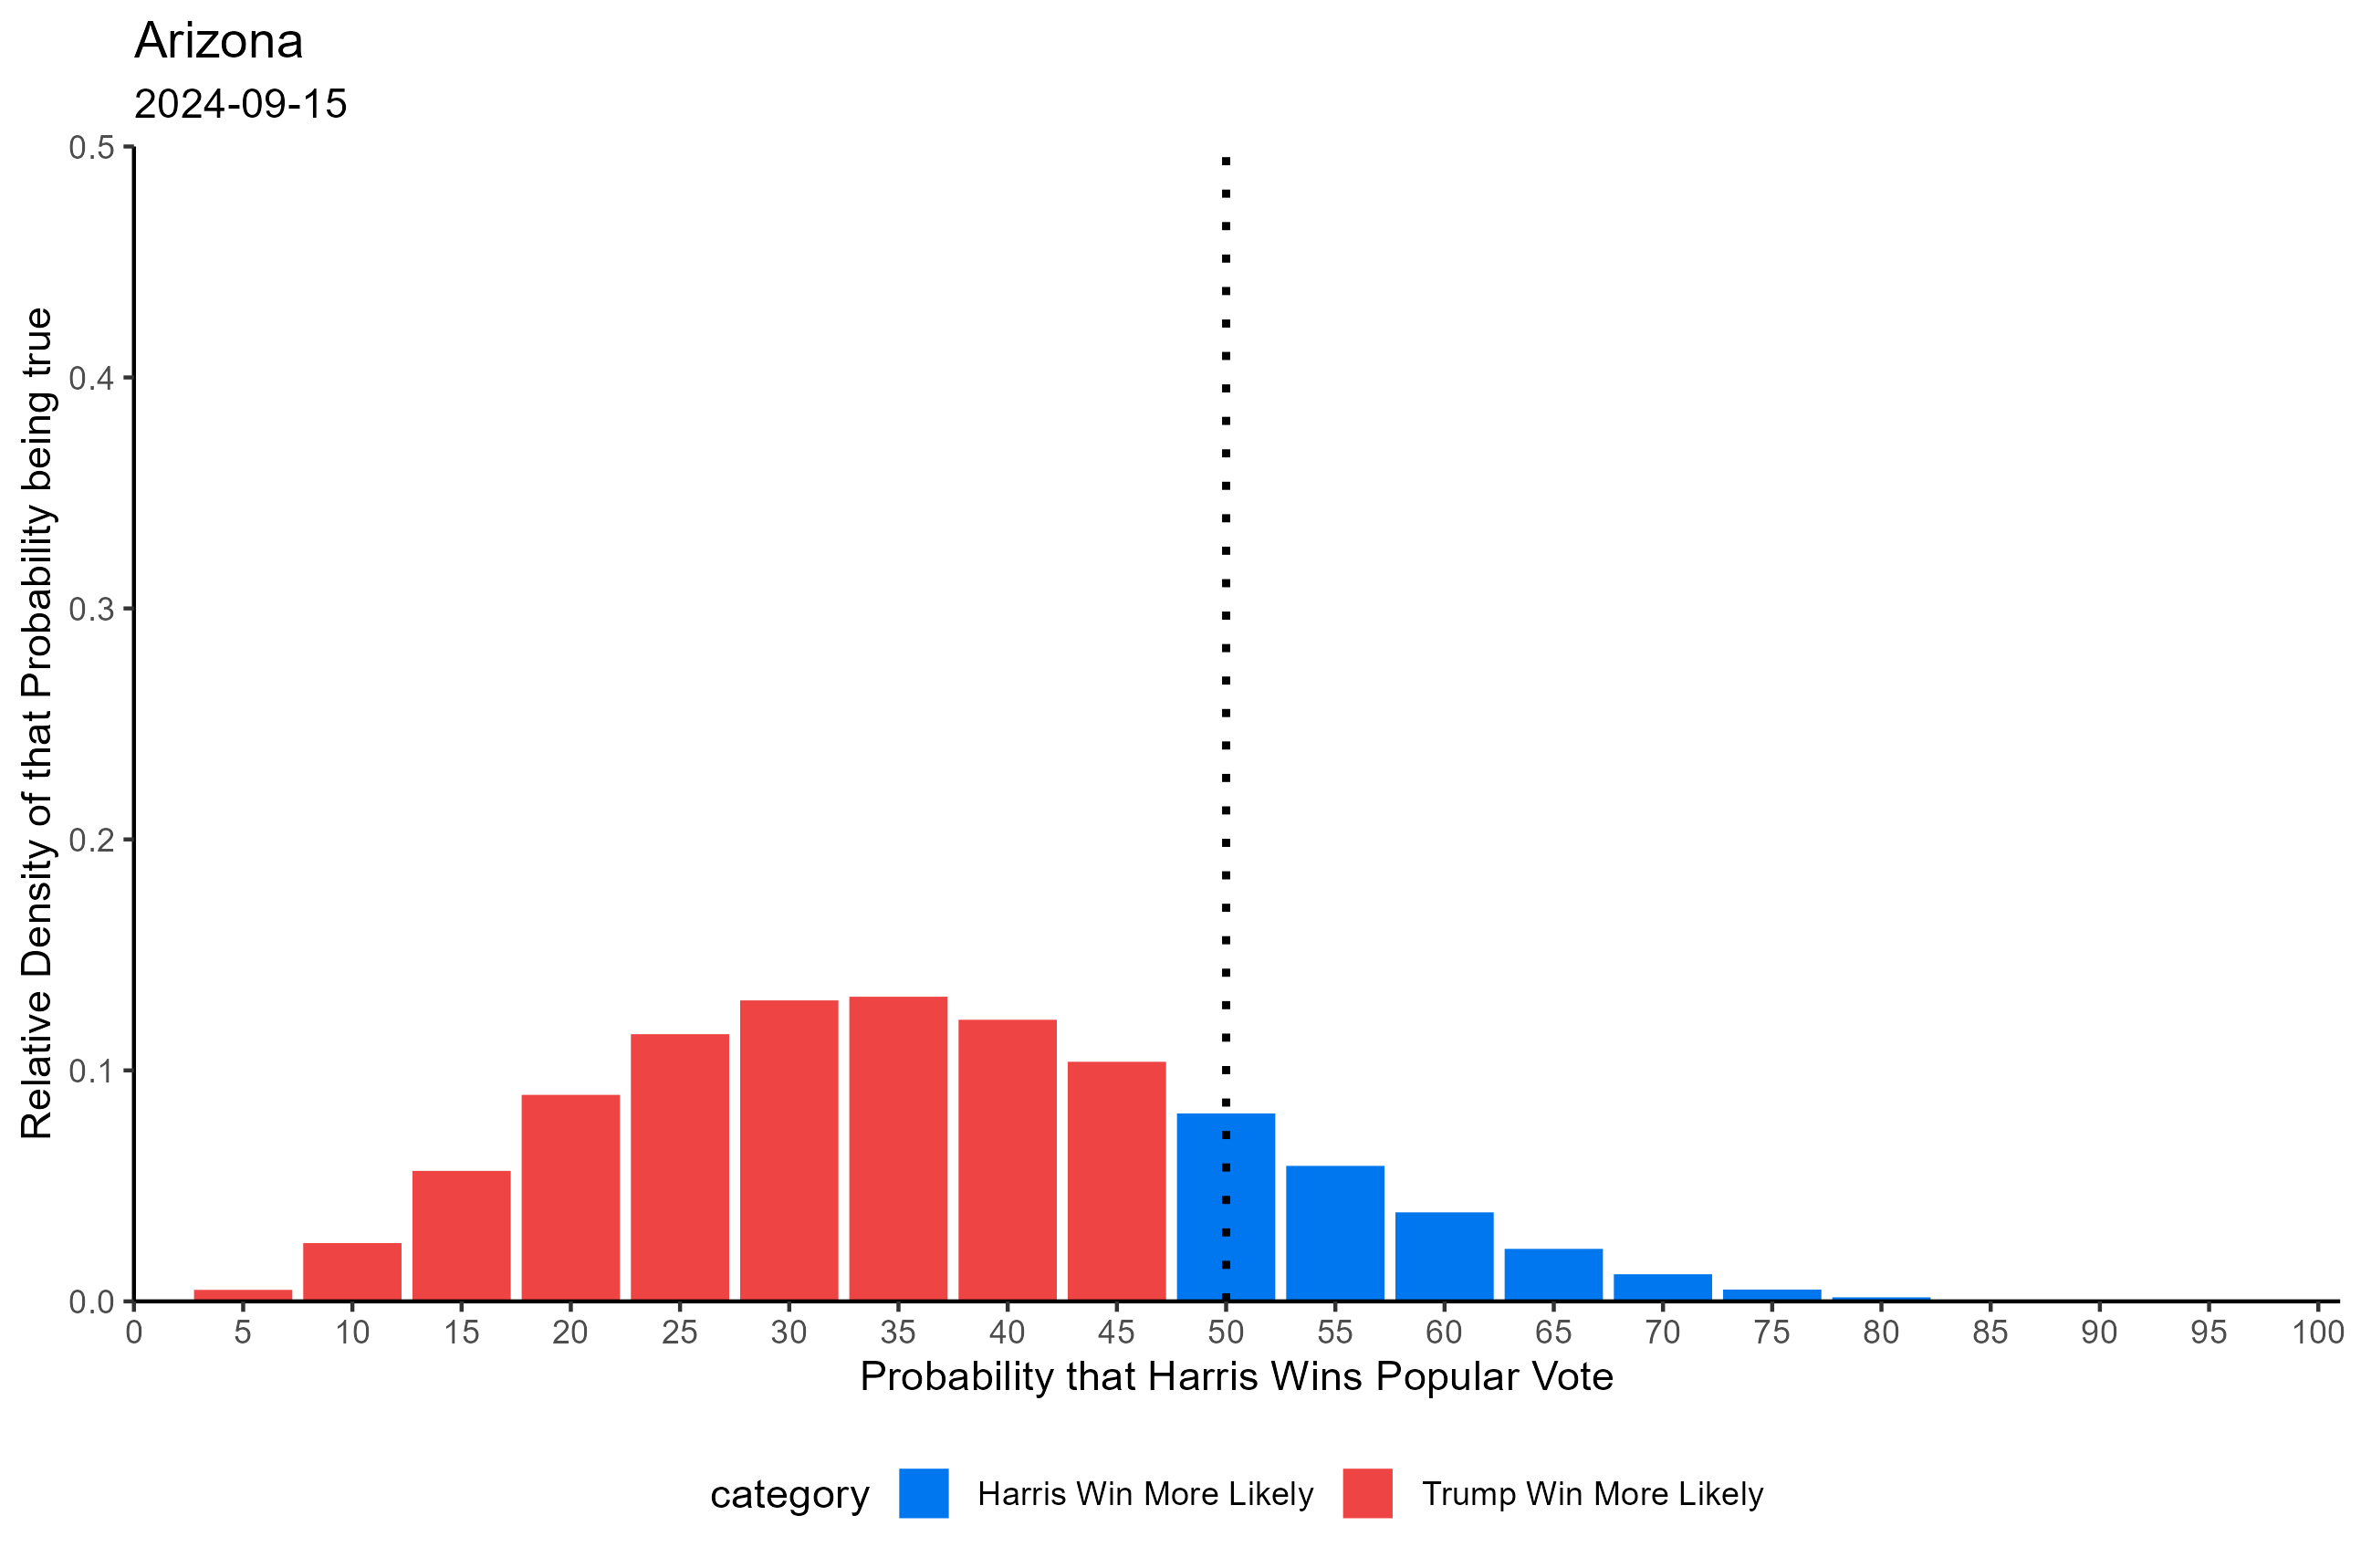 Arizona
2024-09-15
Relative Density of that Probability being true
0.5
0.4
0.3
0.2
0.1
0.0
0 5 10 15 20 25 30 35 40 45 50 55 60 65 70 75 80 85 90 95 100
Probability that Harris Wins Popular Vote
category Harris Win More Likely Trump Win More Likely